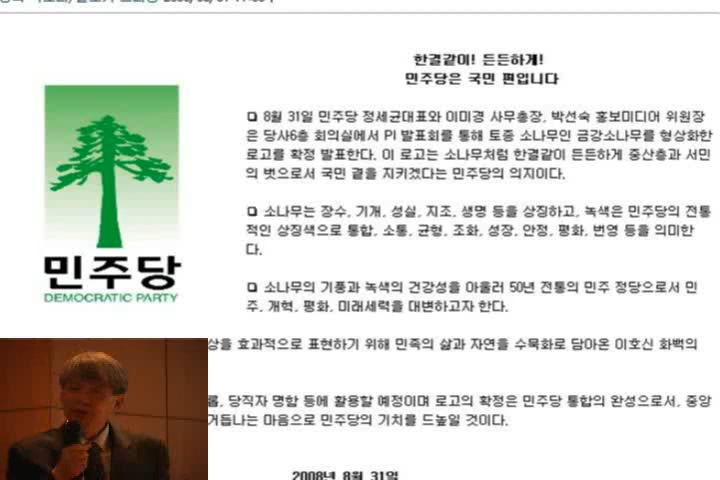 한결같이! 든든하게!
민주당은 국민 편입니다
민주당
DEMOCRATIC PARTY
❑ 8월 31일 민주당 정세균대표와 이미경 사무총장, 박선숙 홍보미디어 위원장
은 당사6층 회의실에서 PI 발표회를 통해 토종 소나무인 금강소나무를 형상화한
로고를 확정 발표한다. 이 로고는 소나무처럼 한결같이 든든하게 중산층과 서민
의 벗으로서 국민 곁을 지키겠다는 민주당의 의지이다.
❑ 소나무는 장수, 기개, 성실, 지조, 생명 등을 상징하고, 녹색은 민주당의 전통
적인 상징색으로 통합, 소통, 균형, 조화, 성장, 안정, 평화, 번영 등을 의미한
다.
❑ 소나무의 기풍과 녹색의 건강성을 아울러 50년 전통의 민주 정당으로서 민
주, 개혁, 평화, 미래세력을 대변하고자 한다.
상을 효과적으로 표현하기 위해 민족의 삶과 자연을 수묵화로 담아온 이호신 화백의
당직자 명함 등에 활용할 예정이며 로고의 확정은 민주당 통합의 완성으로서, 중앙
거듭나는 마음으로 민주당의 기치를 드높일 것이다.
2008년 8월 31일